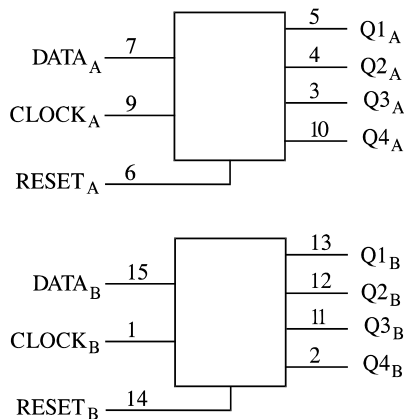 5 Q1A
DATAA 7 4 Q2A
CLOCKA 9 3 Q3A
10 Q4A
RESETA 6
13 Q1B
DATAB 15 12 Q2B
CLOCKB 1 11 Q3B
2 Q4B
RESETB 14